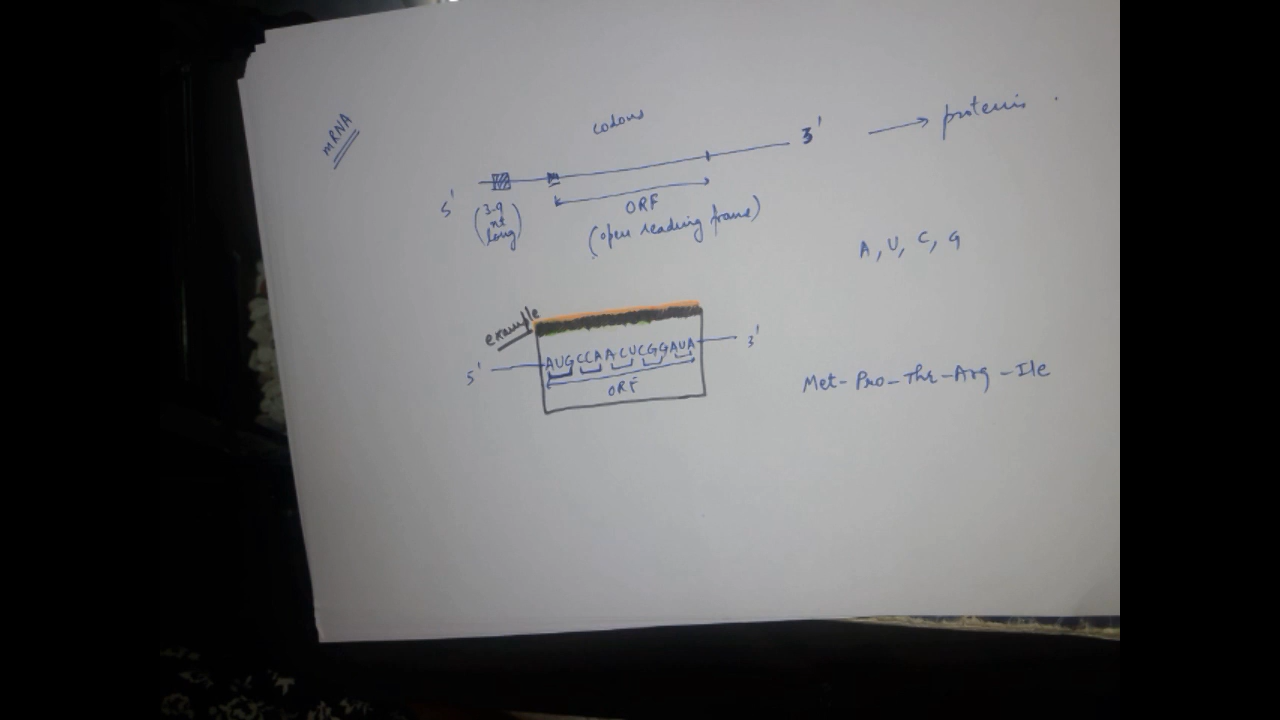 mRNA
codons
5' 3' → proteins
(3-9
nt
long)
ORF
(open reading frame)
A, U, C, G
example
5' AUGCCAACUCGGAUA 3'
ORF
Met-Pro-Thr-Arg-Ile